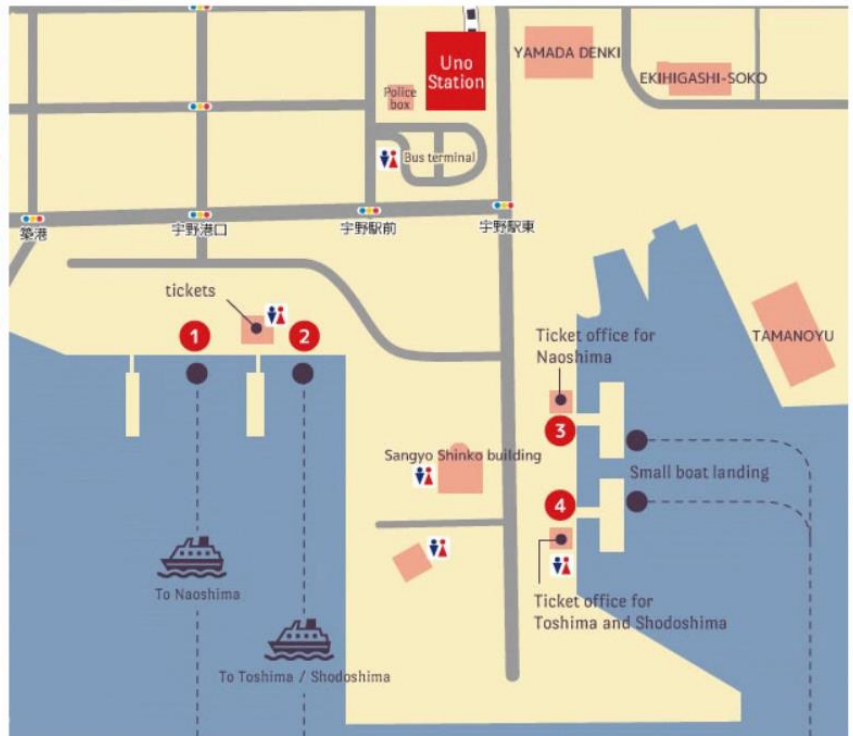 Uno
Station
YAMADA DENKI
EKIHIGASHI-SOKO
Police
box
Bus terminal
築港
宇野港口
宇野駅前
宇野駅東
tickets
1
2
Ticket office for
Naoshima
TAMANOYU
3
Sangyo Shinko building
Small boat landing
4
To Naoshima
Ticket office for
Toshima and Shodoshima
To Toshima / Shodoshima